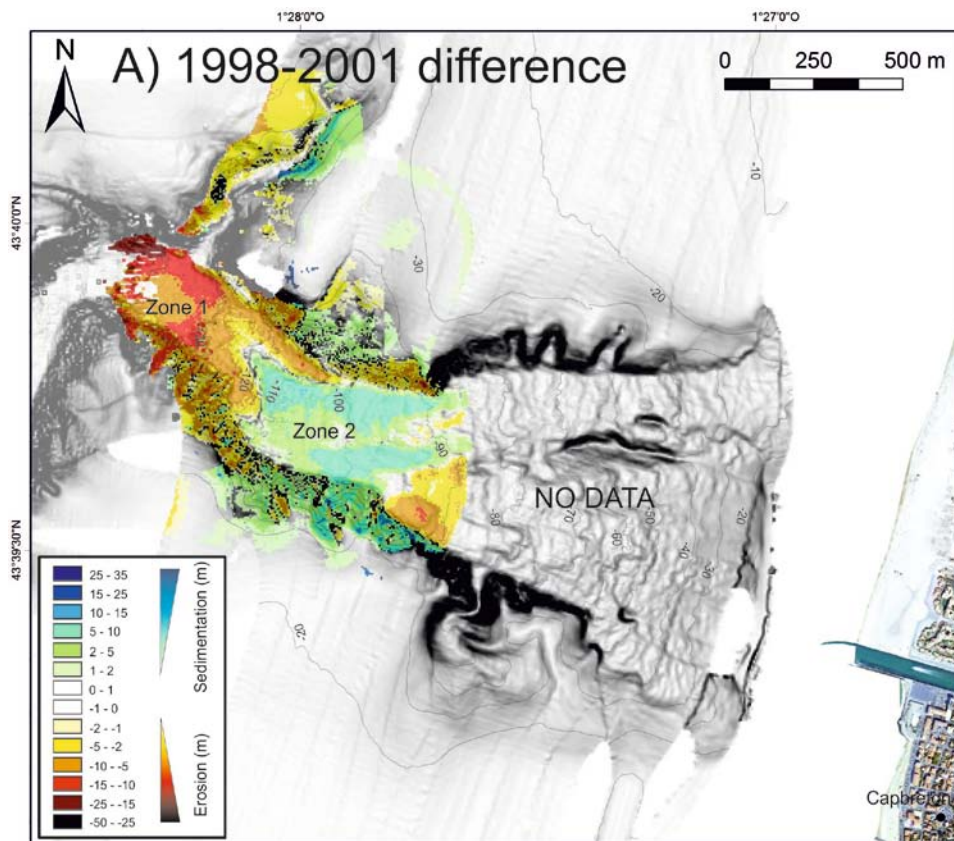 1°28'0"O
1°27'0"O
N
A) 1998-2001 difference
0 250 500 m
-10
43°40'0"N
-30
-20
Zone 1
-110
-100
Zone 2
-90
NO DATA
-80
-70
-60
-50
-40
-30
-20
43°39'30"N
-20
25 - 35
15 - 25
10 - 15
5 - 10
2 - 5
1 - 2
0 - 1
-1 - 0
-2 - -1
-5 - -2
-10 - -5
-15 - -10
-25 - -15
-50 - -25
Sedimentation (m)
Erosion (m)
Capbreton